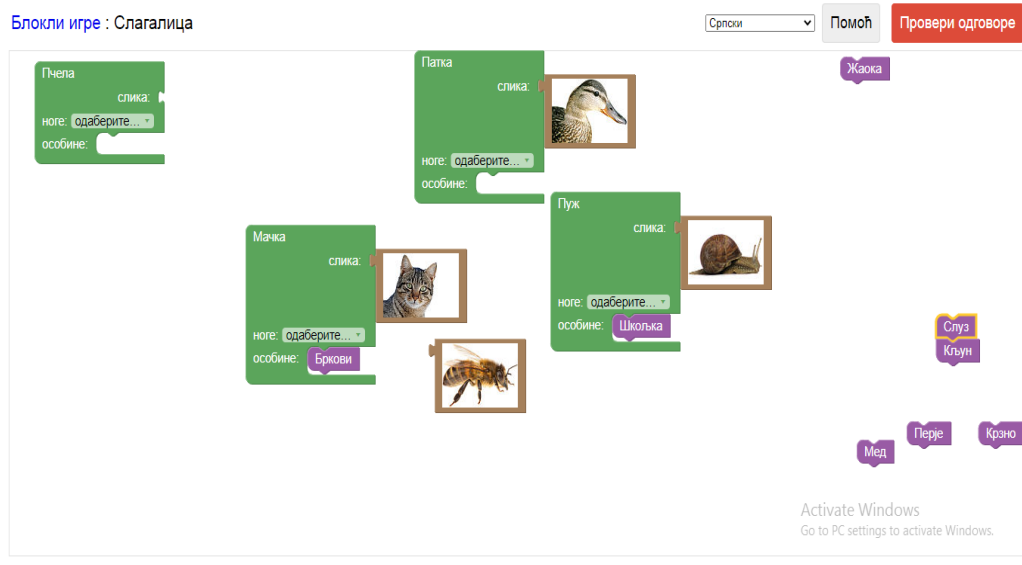 Блокли игре : Слагалица
Српски
Помоћ
Провери одговоре
Пчела
слика:
ноге: одаберите...
особине:
Патка
слика:
ноге: одаберите...
особине:
Жаока
Мачка
слика:
ноге: одаберите...
особине: Бркови
Пуж
слика:
ноге: одаберите...
особине: Шкољка
Слуз
Кљун
Перје
Крзно
Мед
Activate Windows
Go to PC settings to activate Windows.